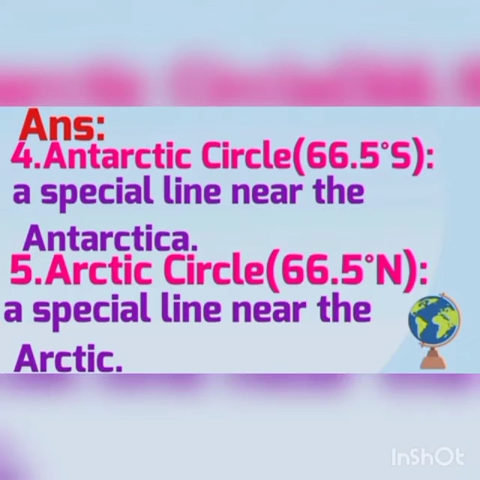 Ans:
4.Antarctic Circle(66.5°S):
a special line near the
Antarctica.
5.Arctic Circle(66.5°N):
a special line near the
Arctic.
InShOt